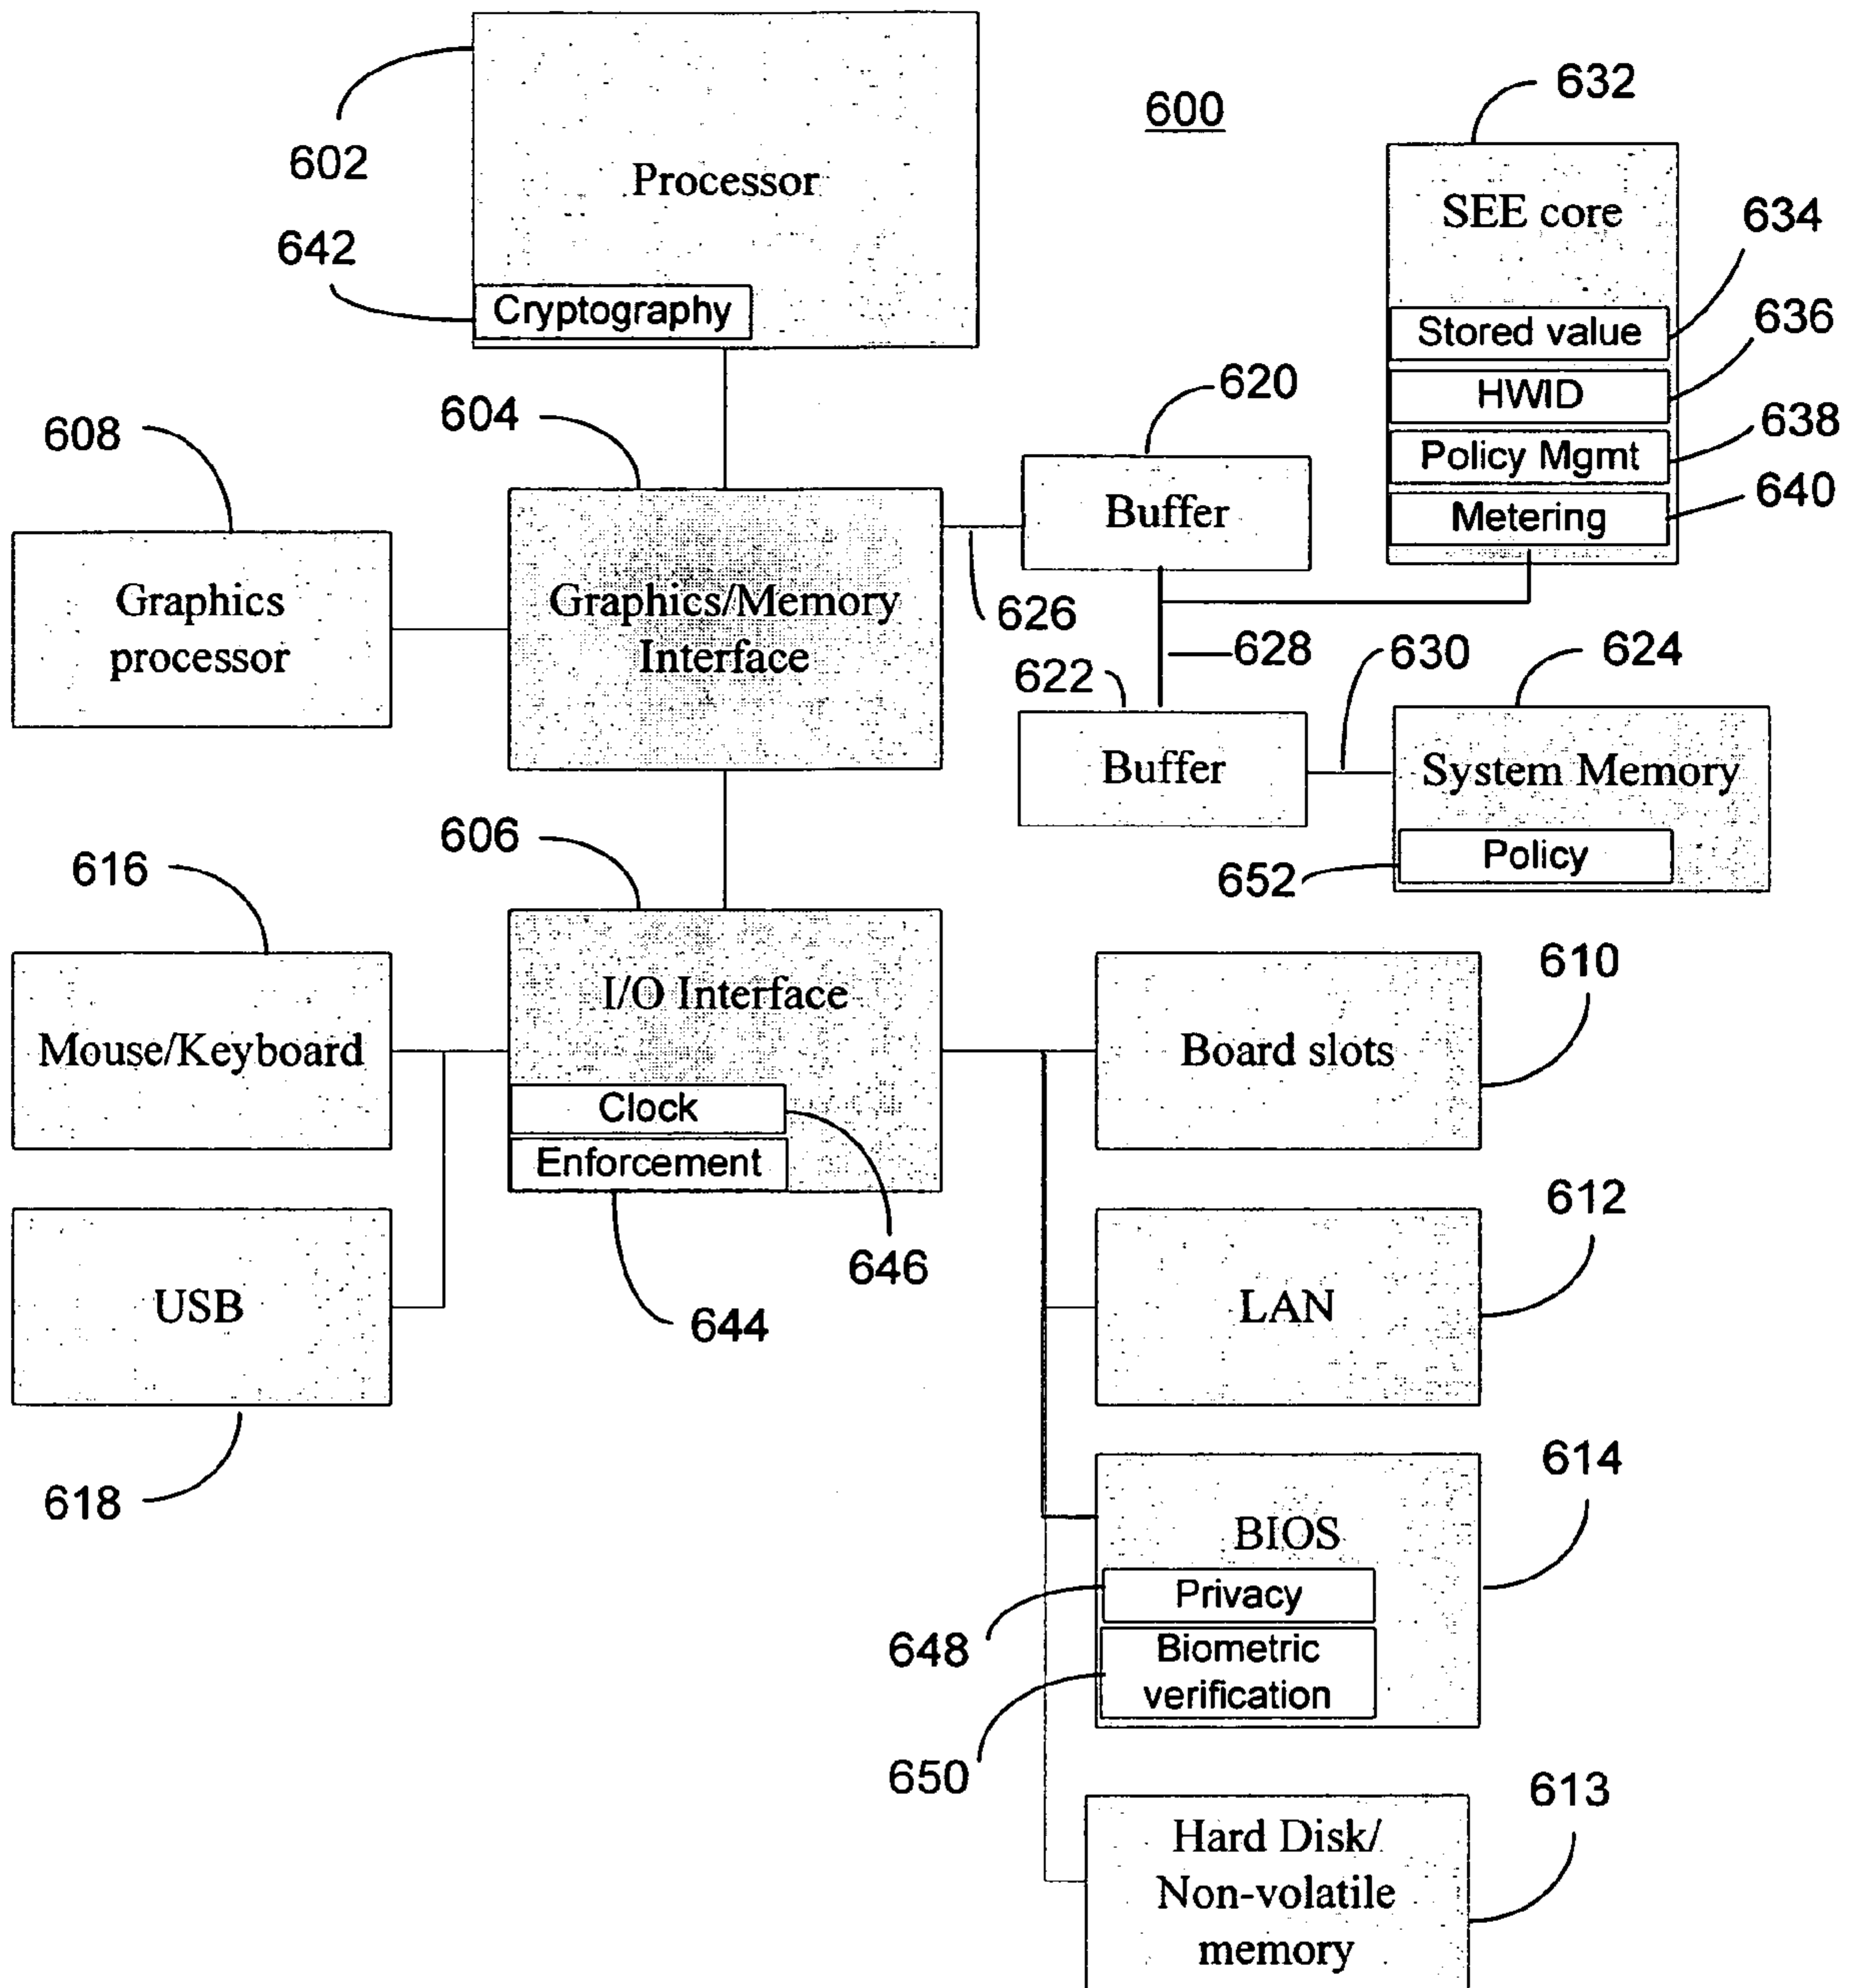 632
600
602
Processor
SEE core
634
642
Cryptography
Stored value
636
HWID
620
638
604
608
Policy Mgmt
640
Buffer
Metering
Graphics
processor
Graphics/Memory
Interface
626
628
630
624
622
Buffer
System Memory
606
Policy
652
616
610
I/O Interface
Mouse/Keyboard
Board slots
Clock
Enforcement
612
646
USB
LAN
644
614
618
BIOS
Privacy
648
Biometric
verification
650
613
Hard Disk/
Non-volatile
memory